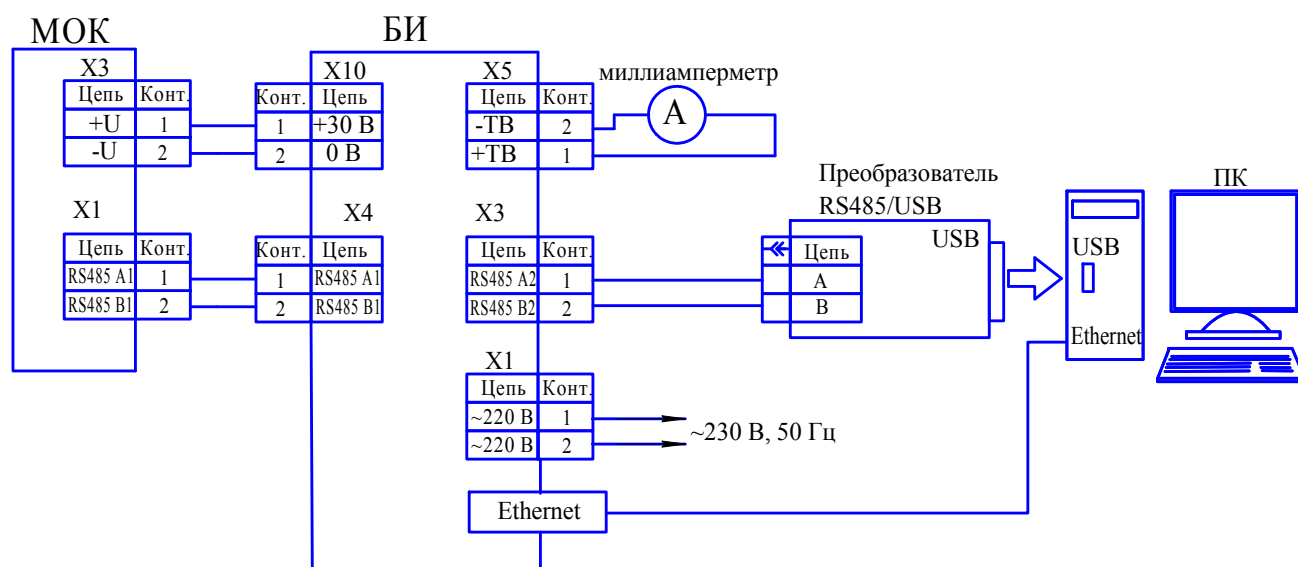 МОК
БИ
X3
Цепь Конт.
+U 1
-U 2
X10
Конт. Цепь
1 +30 В
2 0 В
X5
Цепь Конт.
-ТВ 2
+ТВ 1
миллиамперметр
А
X1
Цепь Конт.
RS485 A1 1
RS485 B1 2
X4
Конт. Цепь
1 RS485 A1
2 RS485 B1
X3
Цепь Конт.
RS485 A2 1
RS485 B2 2
Преобразователь
RS485/USB
USB
Цепь
А
В
ПК
USB
Ethernet
X1
Цепь Конт.
~220 В 1
~220 В 2
~230 В, 50 Гц
Ethernet